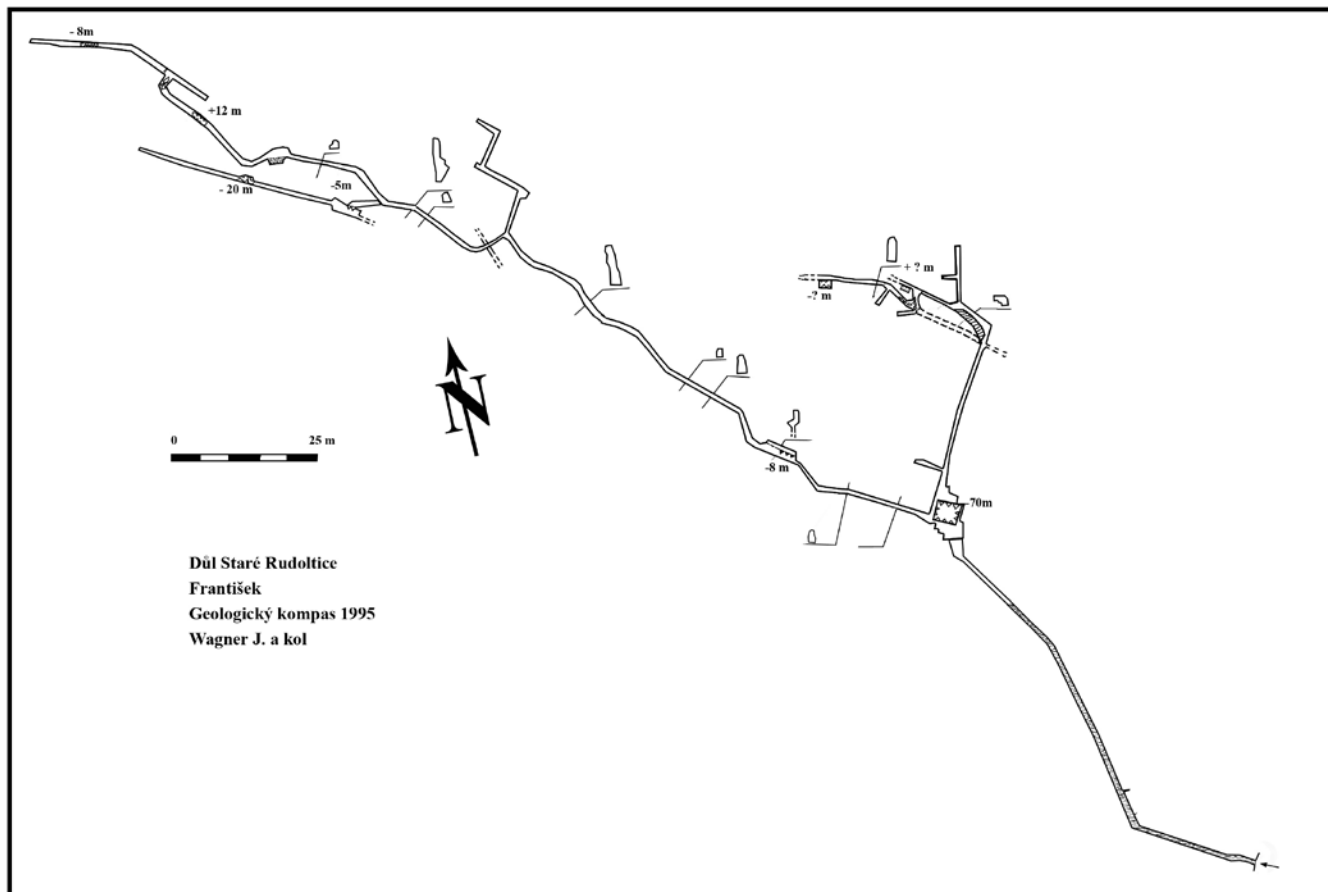 - 8m
+12 m
- 20 m
-5m
+ ? m
-? m
N
0 25 m
-8 m
-70m
Důl Staré Rudoltice
František
Geologický kompas 1995
Wagner J. a kol